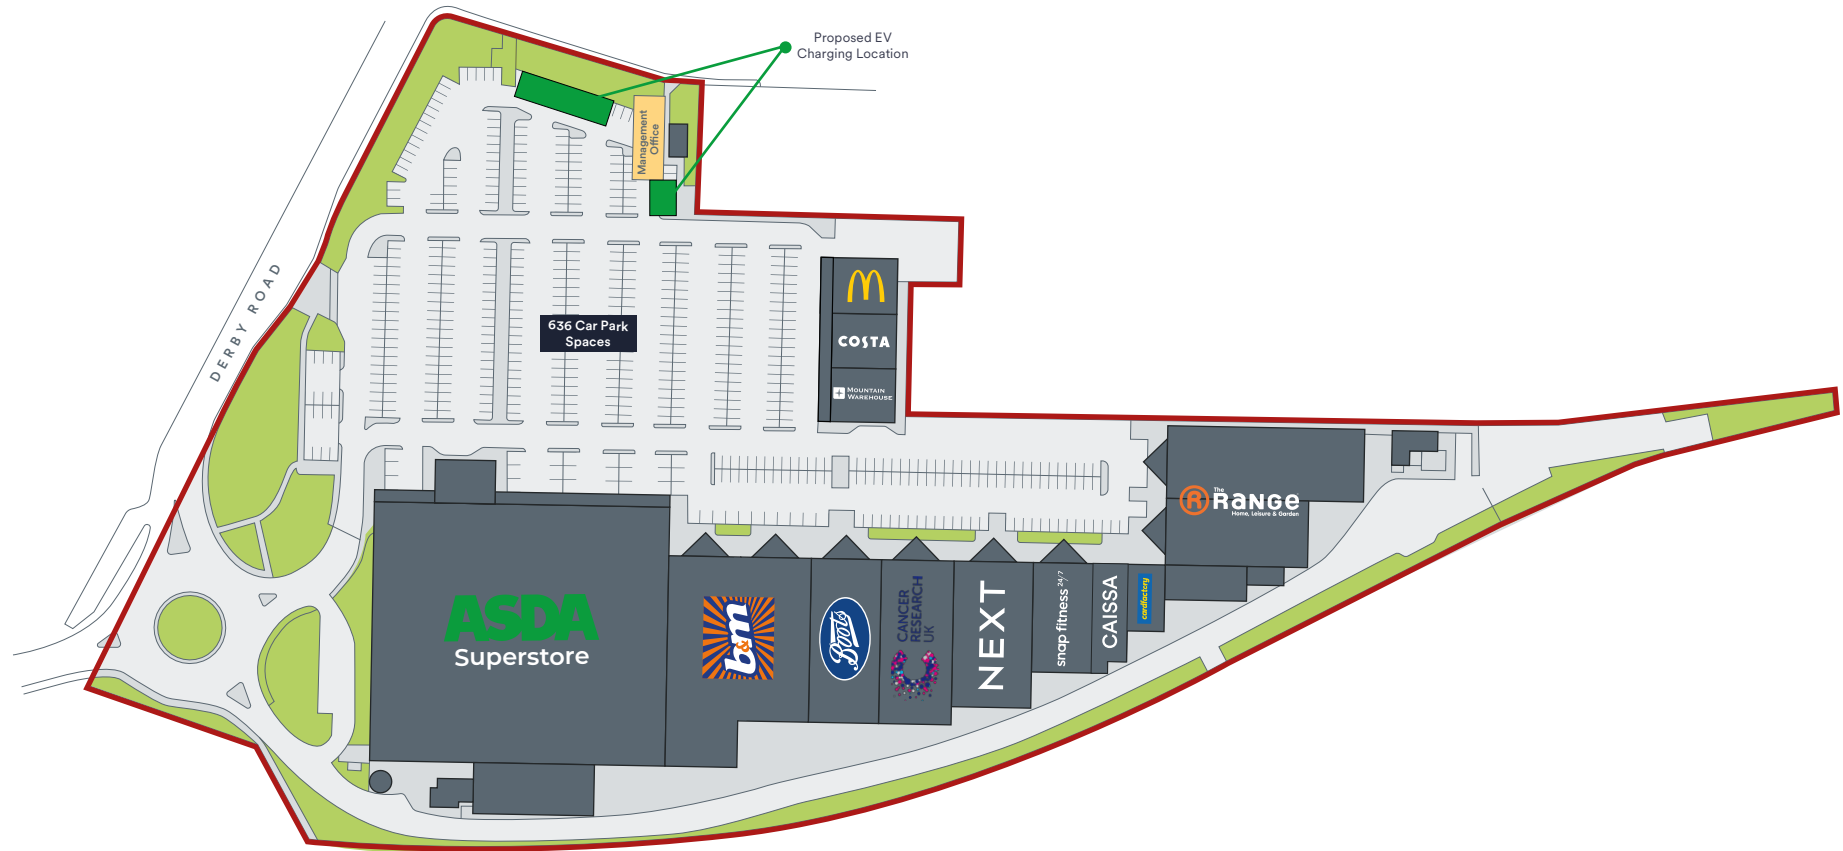 Proposed EV
Charging Location
Management
Office
DERBY ROAD
636 Car Park
Spaces
COSTA
MOUNTAIN
WAREHOUSE
The
RANGE
Home, Leisure & Garden
ASDA
Superstore
b&m
Boots
CANCER
RESEARCH
UK
NEXT
snap fitness 24/7
CAISSA
cardfactory